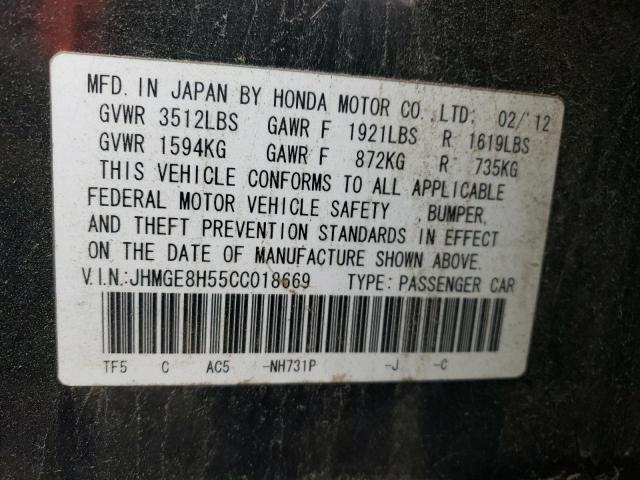 MFD. IN JAPAN BY HONDA MOTOR CO.,LTD. 02/'12
GVWR 3512LBS GAWR F 1921LBS R 1619LBS
GVWR 1594KG GAWR F 872KG R 735KG
THIS VEHICLE CONFORMS TO ALL APPLICABLE
FEDERAL MOTOR VEHICLE SAFETY ,BUMPER,
AND THEFT PREVENTION STANDARDS IN EFFECT
ON THE DATE OF MANUFACTURE SHOWN ABOVE.
V.I.N.:JHMGE8H55CC018669 TYPE: PASSENGER CAR
TF5 C AC5 -NH731P -J -C